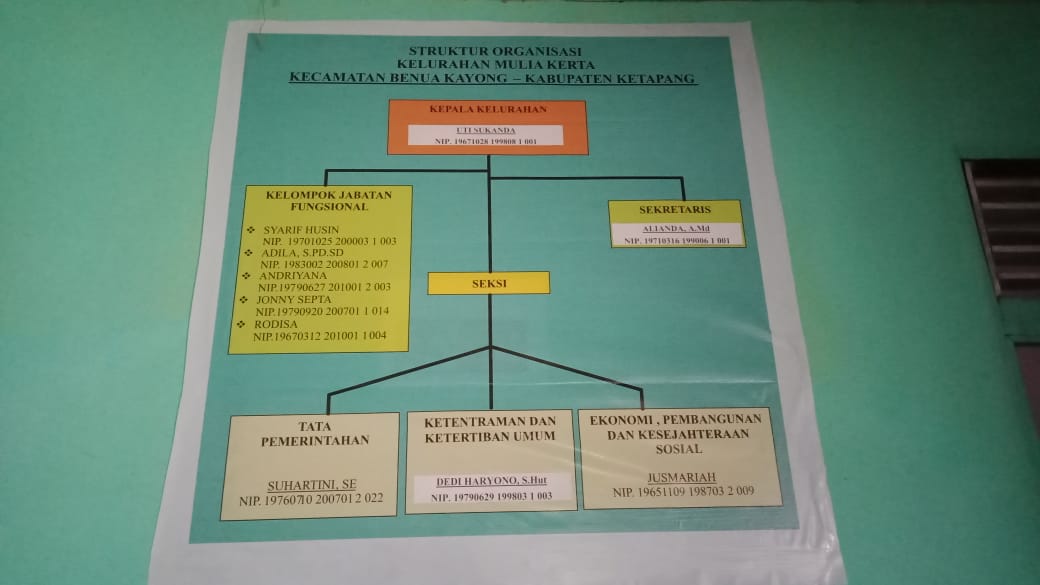 STRUKTUR ORGANISASI
KELURAHAN MULIA KERTA
KECAMATAN BENUA KAYONG – KABUPATEN KETAPANG
KEPALA KELURAHAN
UTI SUKANDA
NIP. 19671028 199808 1 001
KELOMPOK JABATAN
FUNGSIONAL
❖ SYARIF HUSIN
NIP. 19701025 200003 1 003
❖ ADILA, S.PD.SD
NIP. 1983002 200801 2 007
❖ ANDRIYANA
NIP.19790627 201001 2 003
❖ JONNY SEPTA
NIP.19790920 200701 1 014
❖ RODISA
NIP.19670312 201001 1 004
SEKRETARIS
ALIANDA, A.Md
NIP. 19710316 199006 1 001
SEKSI
TATA
PEMERINTAHAN
SUHARTINI, SE
NIP. 19760710 200701 2 022
KETENTRAMAN DAN
KETERTIBAN UMUM
DEDI HARYONO, S.Hut
NIP. 19790629 199803 1 003
EKONOMI , PEMBANGUNAN
DAN KESEJAHTERAAN
SOSIAL
JUSMARIAH
NIP. 19651109 198703 2 009